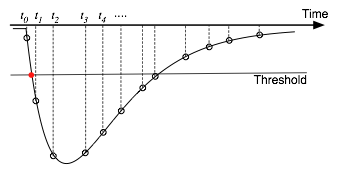 Time
t₀ t₁ t₂ t₃ t₄ ....
Threshold